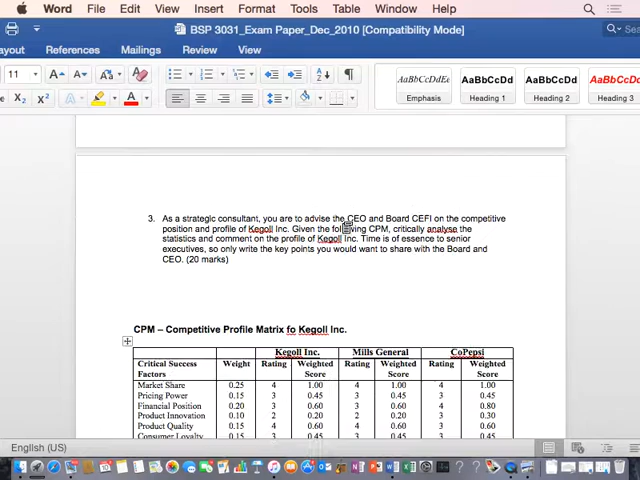 Word File Edit View Insert Format Tools Table Window Help
BSP 3031_Exam Paper_Dec_2010 [Compatibility Mode]
Sea
ayout References Mailings Review View
11 A A Aa
AaBbCcDdEe AaBbCcDd AaBbCcDd AaBbCcD
X² X₂ A A
Emphasis Heading 1 Heading 2 Heading 3
3. As a strategic consultant, you are to advise the CEO and Board CEFI on the competitive
position and profile of Kegoll Inc. Given the following CPM, critically analyse the
statistics and comment on the profile of Kegoll Inc. Time is of essence to senior
executives, so only write the key points you would want to share with the Board and
CEO. (20 marks)
CPM – Competitive Profile Matrix fo Kegoll Inc.
Kegoll Inc. Mills General CoPepsi
Critical Success Weight Rating Weighted Rating Weighted Rating Weighted
Factors Score Score Score
Market Share 0.25 4 1.00 4 1.00 4 1.00
Pricing Power 0.15 3 0.45 3 0.45 3 0.45
Financial Position 0.20 3 0.60 3 0.60 4 0.80
Product Innovation 0.10 2 0.20 2 0.20 3 0.30
Product Quality 0.15 4 0.60 4 0.60 3 0.45
Consumer Loyalty 0.15 3 0.45 3 0.45 3 0.45
English (US)